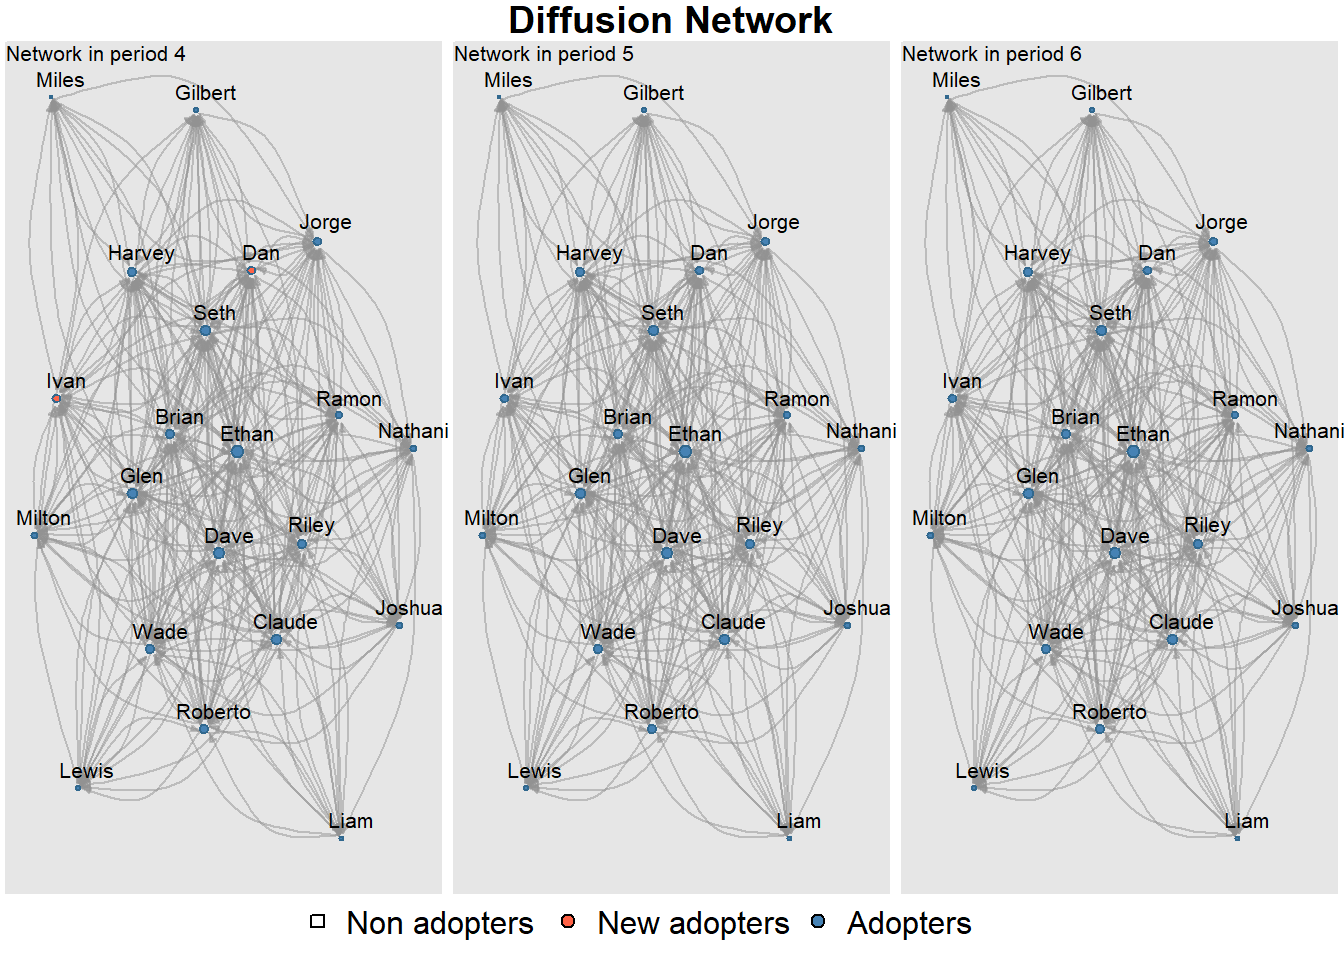 Diffusion Network
Network in period 4
Miles
Gilbert
Jorge
Harvey
Dan
Seth
Ivan
Ramon
Brian
Ethan
Nathani
Glen
Milton
Riley
Dave
Joshua
Claude
Wade
Roberto
Lewis
Liam
Network in period 5
Miles
Gilbert
Jorge
Harvey
Dan
Seth
Ivan
Ramon
Brian
Ethan
Nathani
Glen
Milton
Riley
Dave
Joshua
Claude
Wade
Roberto
Lewis
Liam
Network in period 6
Miles
Gilbert
Jorge
Harvey
Dan
Seth
Ivan
Ramon
Brian
Ethan
Nathani
Glen
Milton
Riley
Dave
Joshua
Claude
Wade
Roberto
Lewis
Liam
Non adopters New adopters Adopters